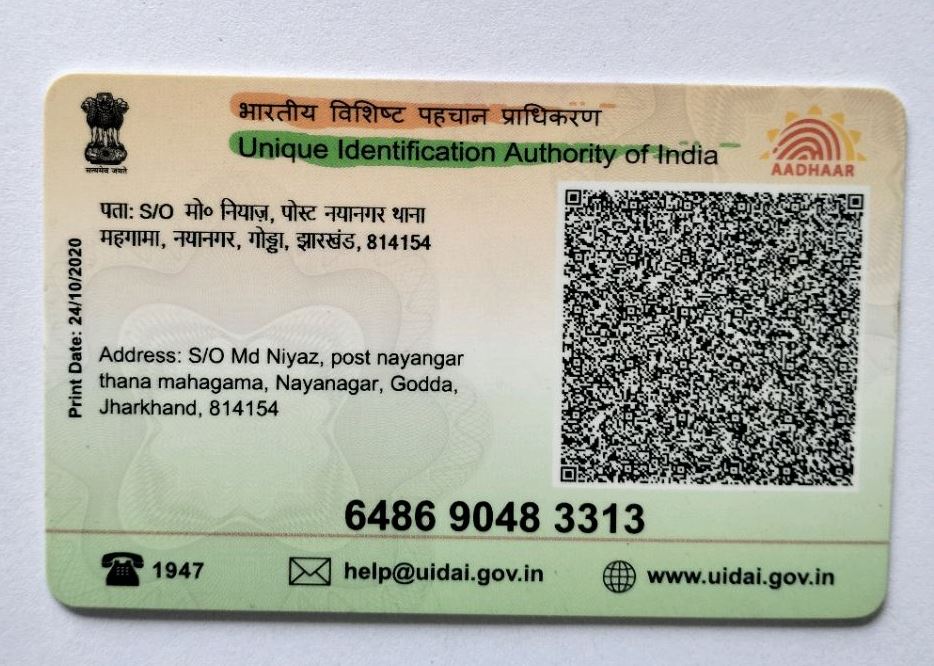 भारतीय विशिष्ट पहचान प्राधिकरण
Unique Identification Authority of India
सत्यमेव जयते
AADHAAR
पता: S/O मो० नियाज़, पोस्ट नयानगर थाना
महगामा, नयानगर, गोड्डा, झारखंड, 814154
Print Date: 24/10/2020
Address: S/O Md Niyaz, post nayangar
thana mahagama, Nayanagar, Godda,
Jharkhand, 814154
6486 9048 3313
1947
help@uidai.gov.in
www.uidai.gov.in